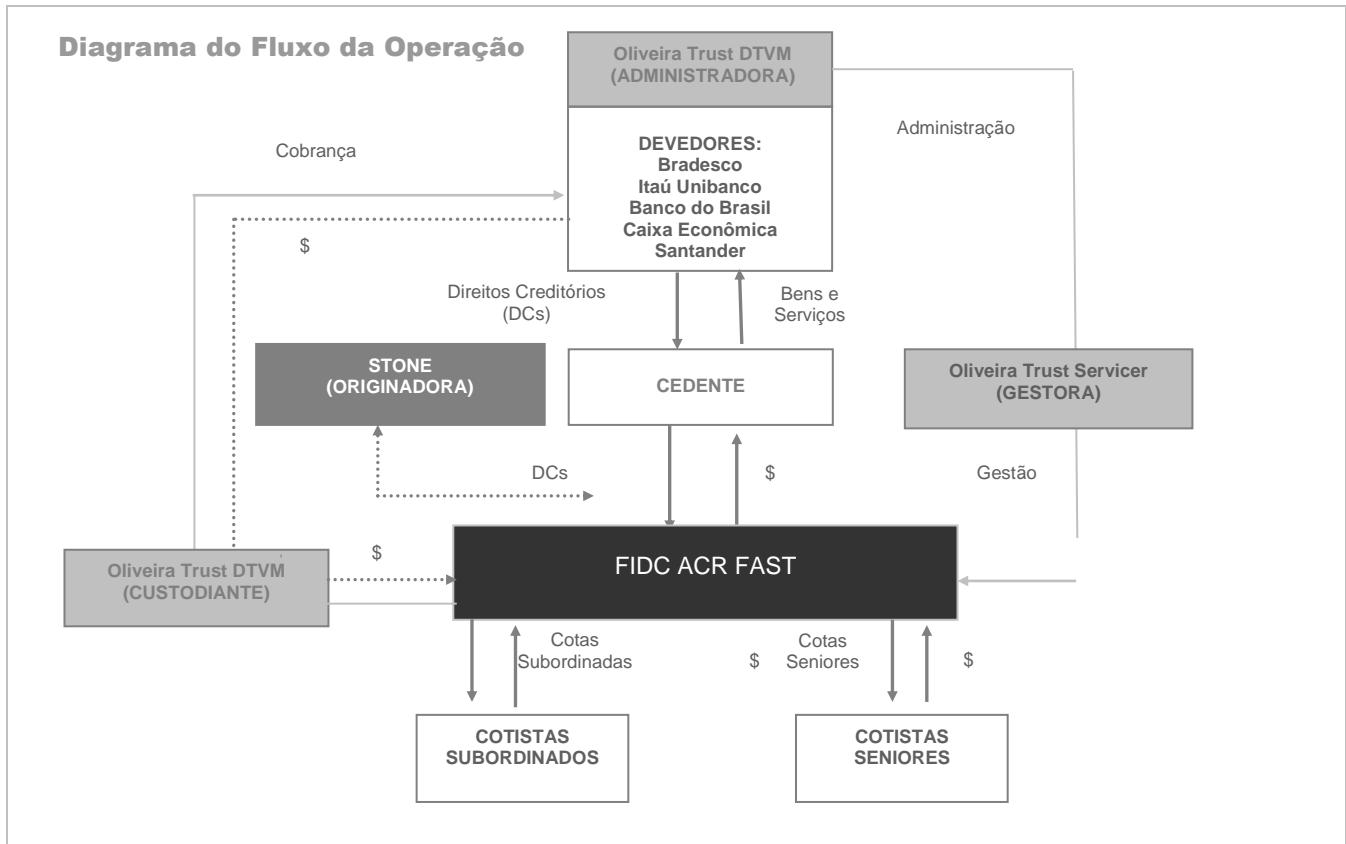 Diagrama do Fluxo da Operação
Oliveira Trust DTVM
(ADMINISTRADORA)
Administração
Cobrança
DEVEDORES:
Bradesco
Itaú Unibanco
Banco do Brasil
Caixa Econômica
Santander
$
Direitos Creditórios
(DCs)
Bens e
Serviços
STONE
(ORIGINADORA)
CEDENTE
Oliveira Trust Servicer
(GESTORA)
DCs
$
Gestão
Oliveira Trust DTVM
(CUSTODIANTE)
$
FIDC ACR FAST
Cotas
Subordinadas
$
Cotas
Seniores
$
COTISTAS
SUBORDINADOS
COTISTAS
SENIORES